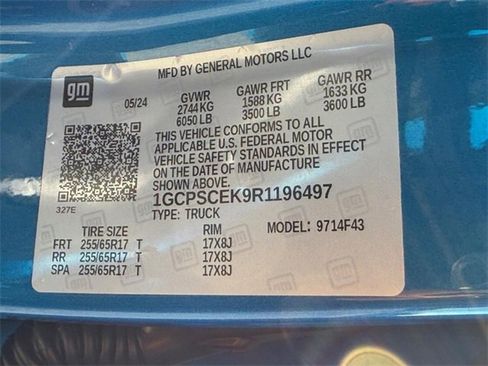 MFD BY GENERAL MOTORS LLC
gm
05/24
GVWR GAWR FRT GAWR RR
2744 KG 1588 KG 1633 KG
6050 LB 3500 LB 3600 LB
THIS VEHICLE CONFORMS TO ALL
APPLICABLE U.S. FEDERAL MOTOR
VEHICLE SAFETY STANDARDS IN EFFECT
ON THE DATE OF MANUFACTURE
SHOWN ABOVE.
327E
1GCPSCEK9R1196497
TYPE: TRUCK
TIRE SIZE RIM MODEL: 9714F43
FRT 255/65R17 T 17X8J
RR 255/65R17 T 17X8J
SPA 255/65R17 T 17X8J